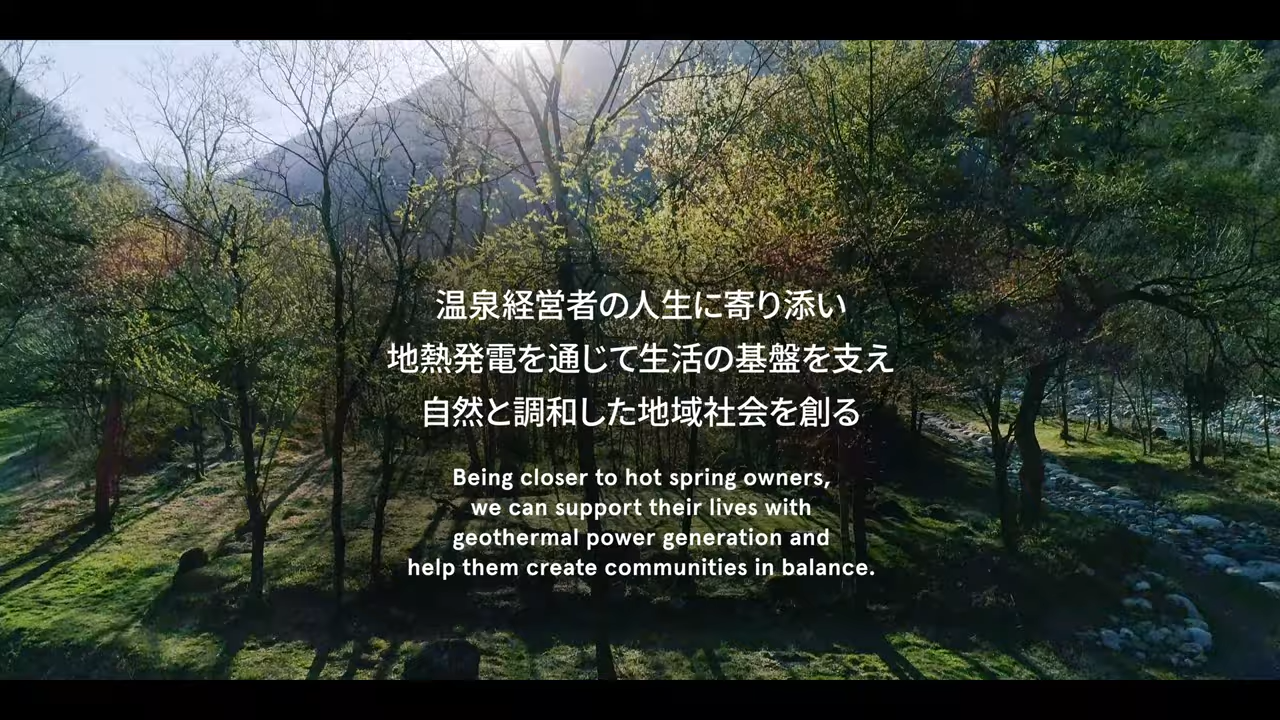 温泉経営者の人生に寄り添い
地熱発電を通じて生活の基盤を支え
自然と調和した地域社会を創る
Being closer to hot spring owners,
we can support their lives with
geothermal power generation and
help them create communities in balance.